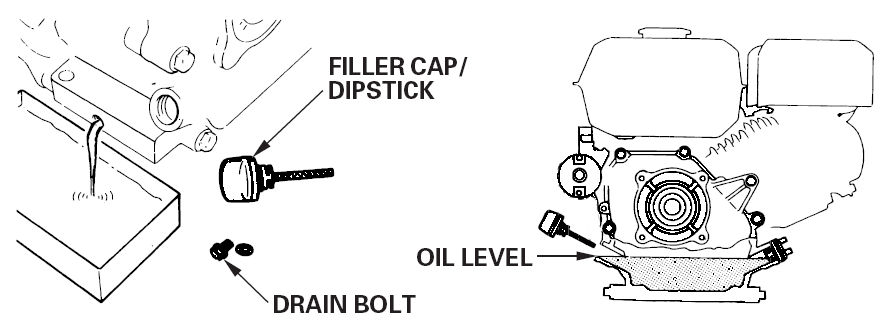 FILLER CAP/
DIPSTICK
DRAIN BOLT
OIL LEVEL